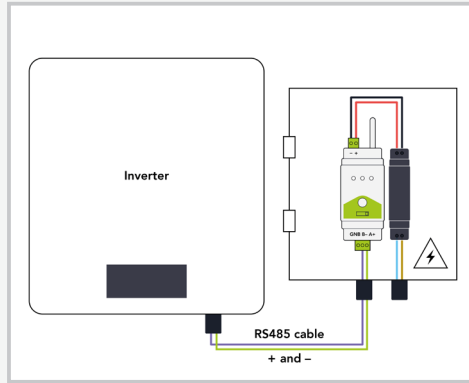 - +
Inverter
GNB B- A+
RS485 cable
+ and –